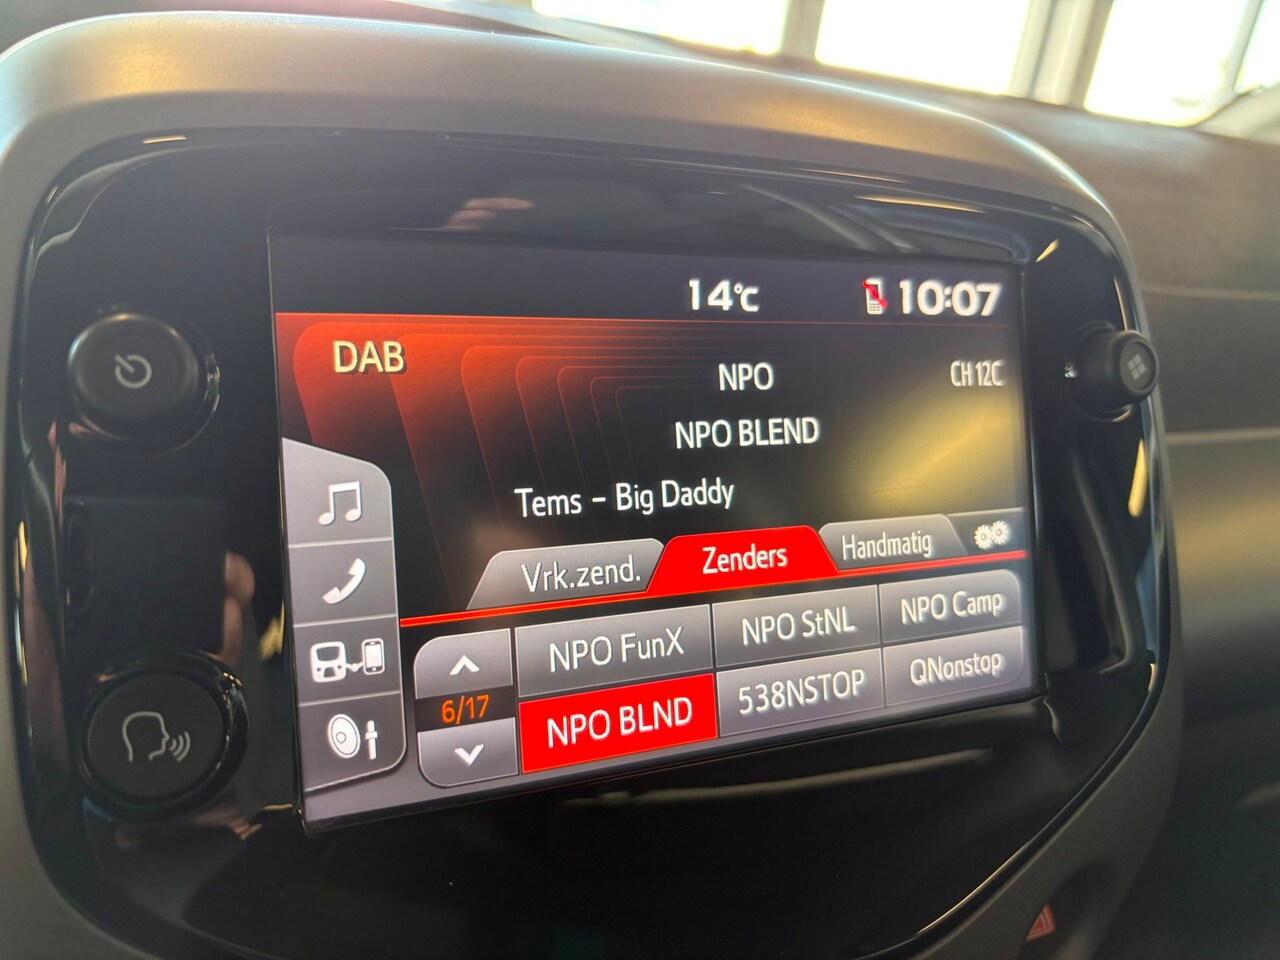 14°C 10:07
DAB NPO CH 12C
NPO BLEND
Tems - Big Daddy
Vrk.zend. Zenders Handmatig
NPO FunX NPO StNL NPO Camp
6/17
NPO BLND 538NSTOP QNonstop